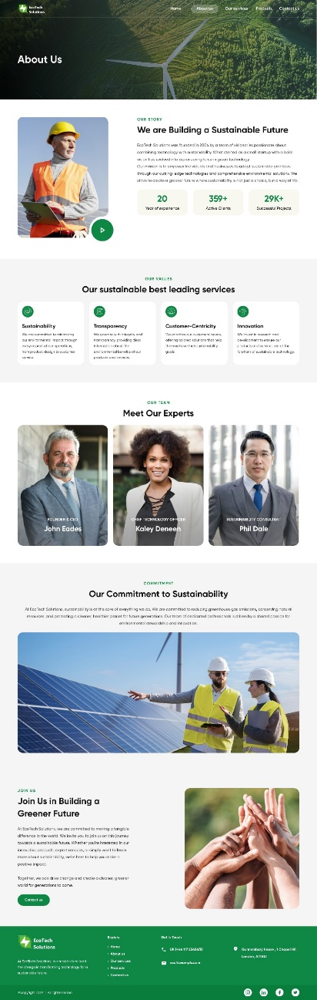 EcoTech
Solutions
Home
About us
Our services
Products
Contact us
About Us
OUR STORY
We are Building a Sustainable Future
EcoTech Solutions was founded in 2004 by a team of visionaries passionate about
combining technology with sustainability. What started as a small startup with a bold
vision has evolved into a pioneering force in green technology.
Our mission is to empower individuals and businesses to adopt sustainable practices
through our cutting-edge technologies and comprehensive environmental solutions. We
strive to create a greener future where sustainability is not just a choice, but a way of life.
20
Year of experience
359+
Active Clients
29K+
Successful Projects
OUR VALUES
Our sustainable best leading services
Sustainability
We are committed to minimizing
our environmental impact through
every aspect of our operations,
from product design to customer
service.
Transparency
We operate with integrity and
transparency, providing clear
information about the
environmental benefits of our
products and services.
Customer-Centricity
We prioritize our customers' needs,
offering tailored solutions that help
them achieve their sustainability
goals.
Innovation
We invest in research and
development to ensure our
products and services are at the
forefront of sustainable technology.
OUR TEAM
Meet Our Experts
FOUNDER & CEO
John Eades
CHIEF TECHNOLOGY OFFICER
Kaley Deneen
SUSTAINABILITY CONSULTANT
Phil Dale
COMMITMENT
Our Commitment to Sustainability
At EcoTech Solutions, sustainability is at the core of everything we do. We are committed to reducing greenhouse gas emissions, conserving natural
resources, and promoting a cleaner, healthier planet for future generations. Our team of dedicated professionals is driven by a shared passion for
environmental stewardship and innovation.
JOIN US
Join Us in Building a
Greener Future
At EcoTech Solutions, we are committed to making a tangible
difference in the world. We invite you to join us on this journey
towards a sustainable future. Whether you're interested in our
innovative products, expert services, or simply want to learn
more about sustainability, we're here to help you make a
positive impact.
Together, we can drive change and create a cleaner, greener
world for generations to come.
Contact us
EcoTech
Solutions
At EcoTech Solutions, our mission is to lead
the charge in transforming technology for a
sustainable future.
Explore
Home
About us
Our services
Products
Contact us
Get in Touch
Gunnersbury House, 1 Chapel Hill,
London,